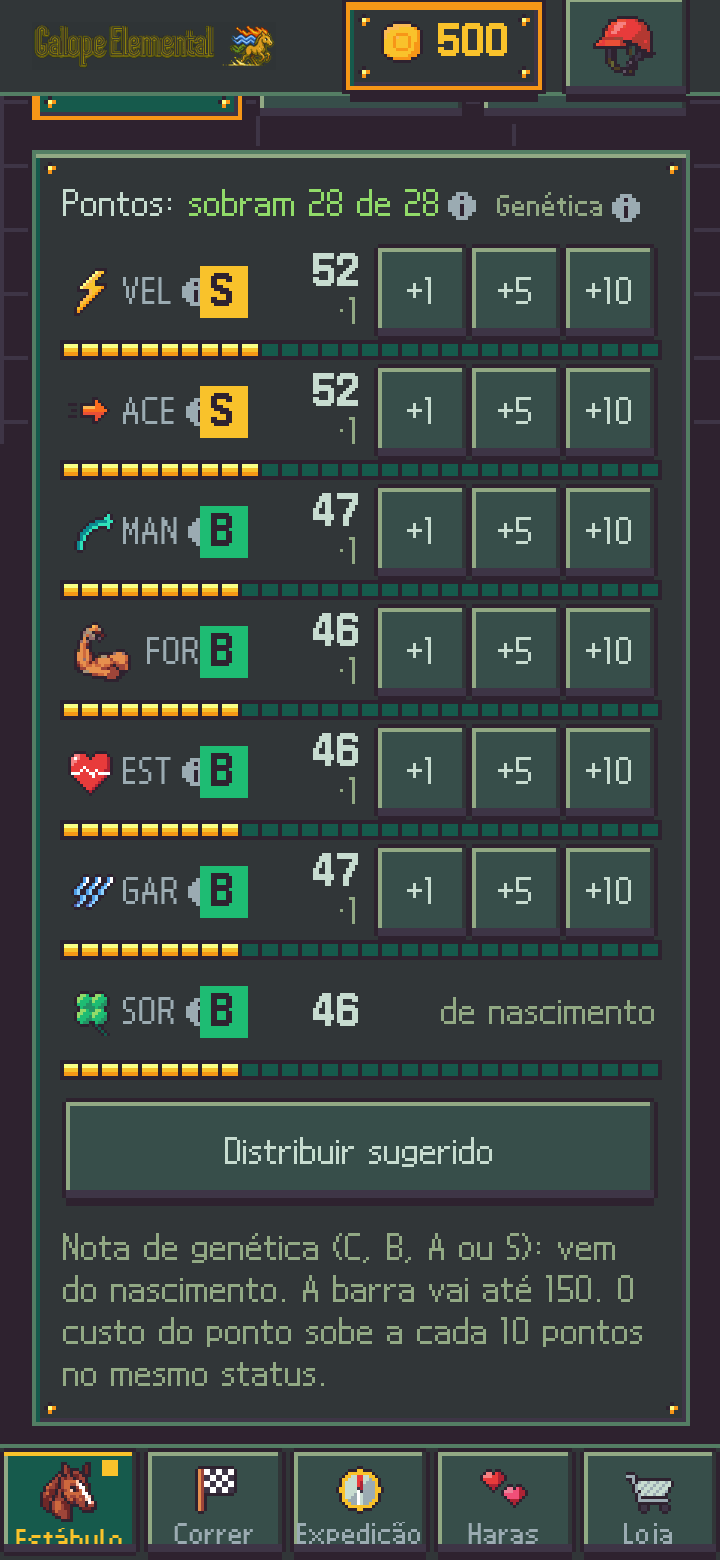 Galope Elemental
500
Pontos: sobram 28 de 28 Genética
VEL S 52 +1 +5 +10
·1
ACE S 52 +1 +5 +10
·1
MAN B 47 +1 +5 +10
·1
FOR B 46 +1 +5 +10
·1
EST B 46 +1 +5 +10
·1
GAR B 47 +1 +5 +10
·1
SOR B 46 de nascimento
Distribuir sugerido
Nota de genética (C, B, A ou S): vem
do nascimento. A barra vai até 150. O
custo do ponto sobe a cada 10 pontos
no mesmo status.
Estábulo Correr Expedição Haras Loja